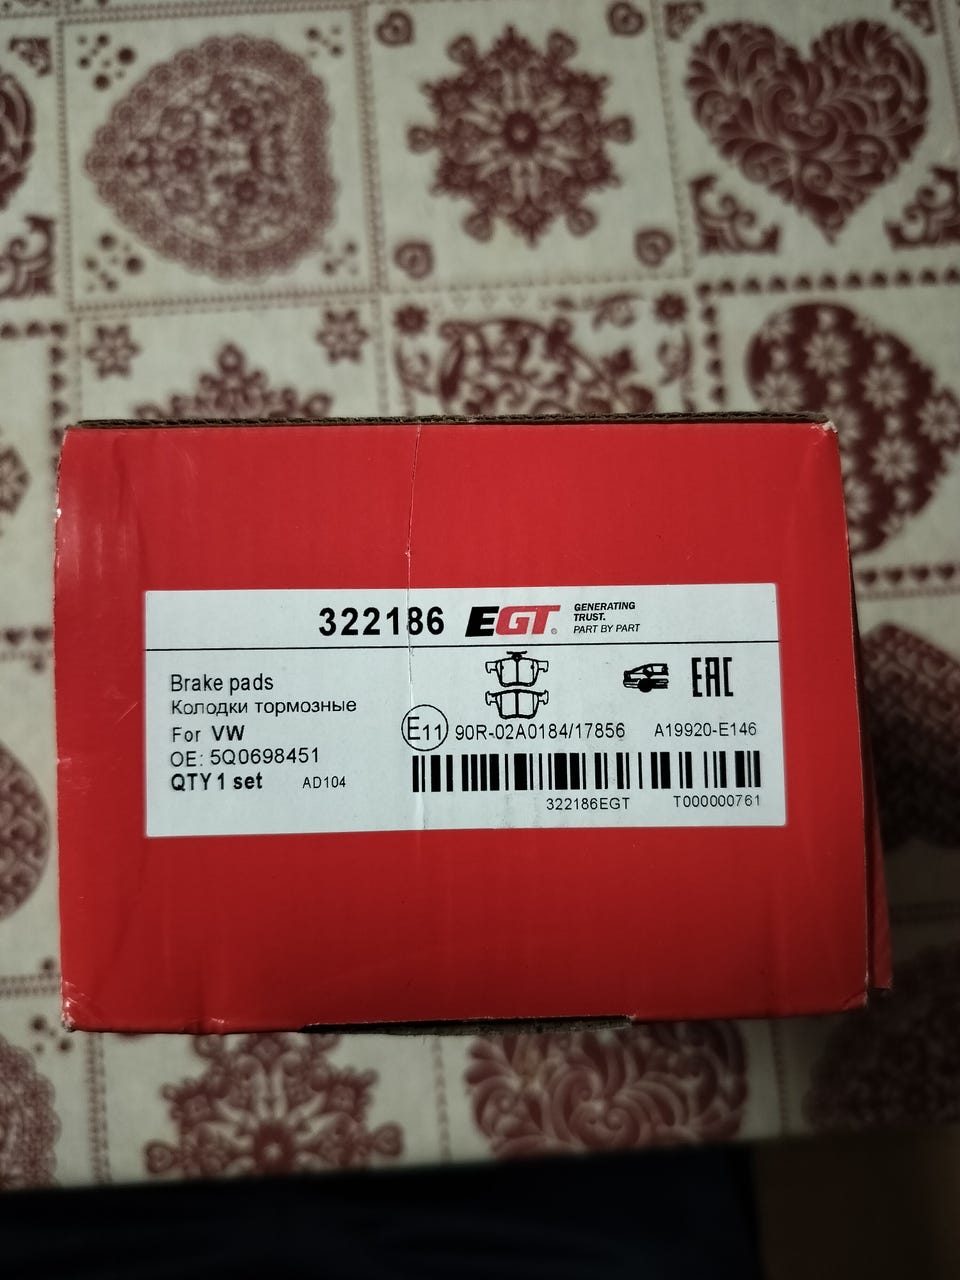 322186 EGT® GENERATING
TRUST.
PART BY PART
Brake pads
Колодки тормозные
For VW
OE: 5Q0698451
QTY 1 set AD104
EAC
E11 90R-02A0184/17856 A19920-E146
322186EGT T000000761